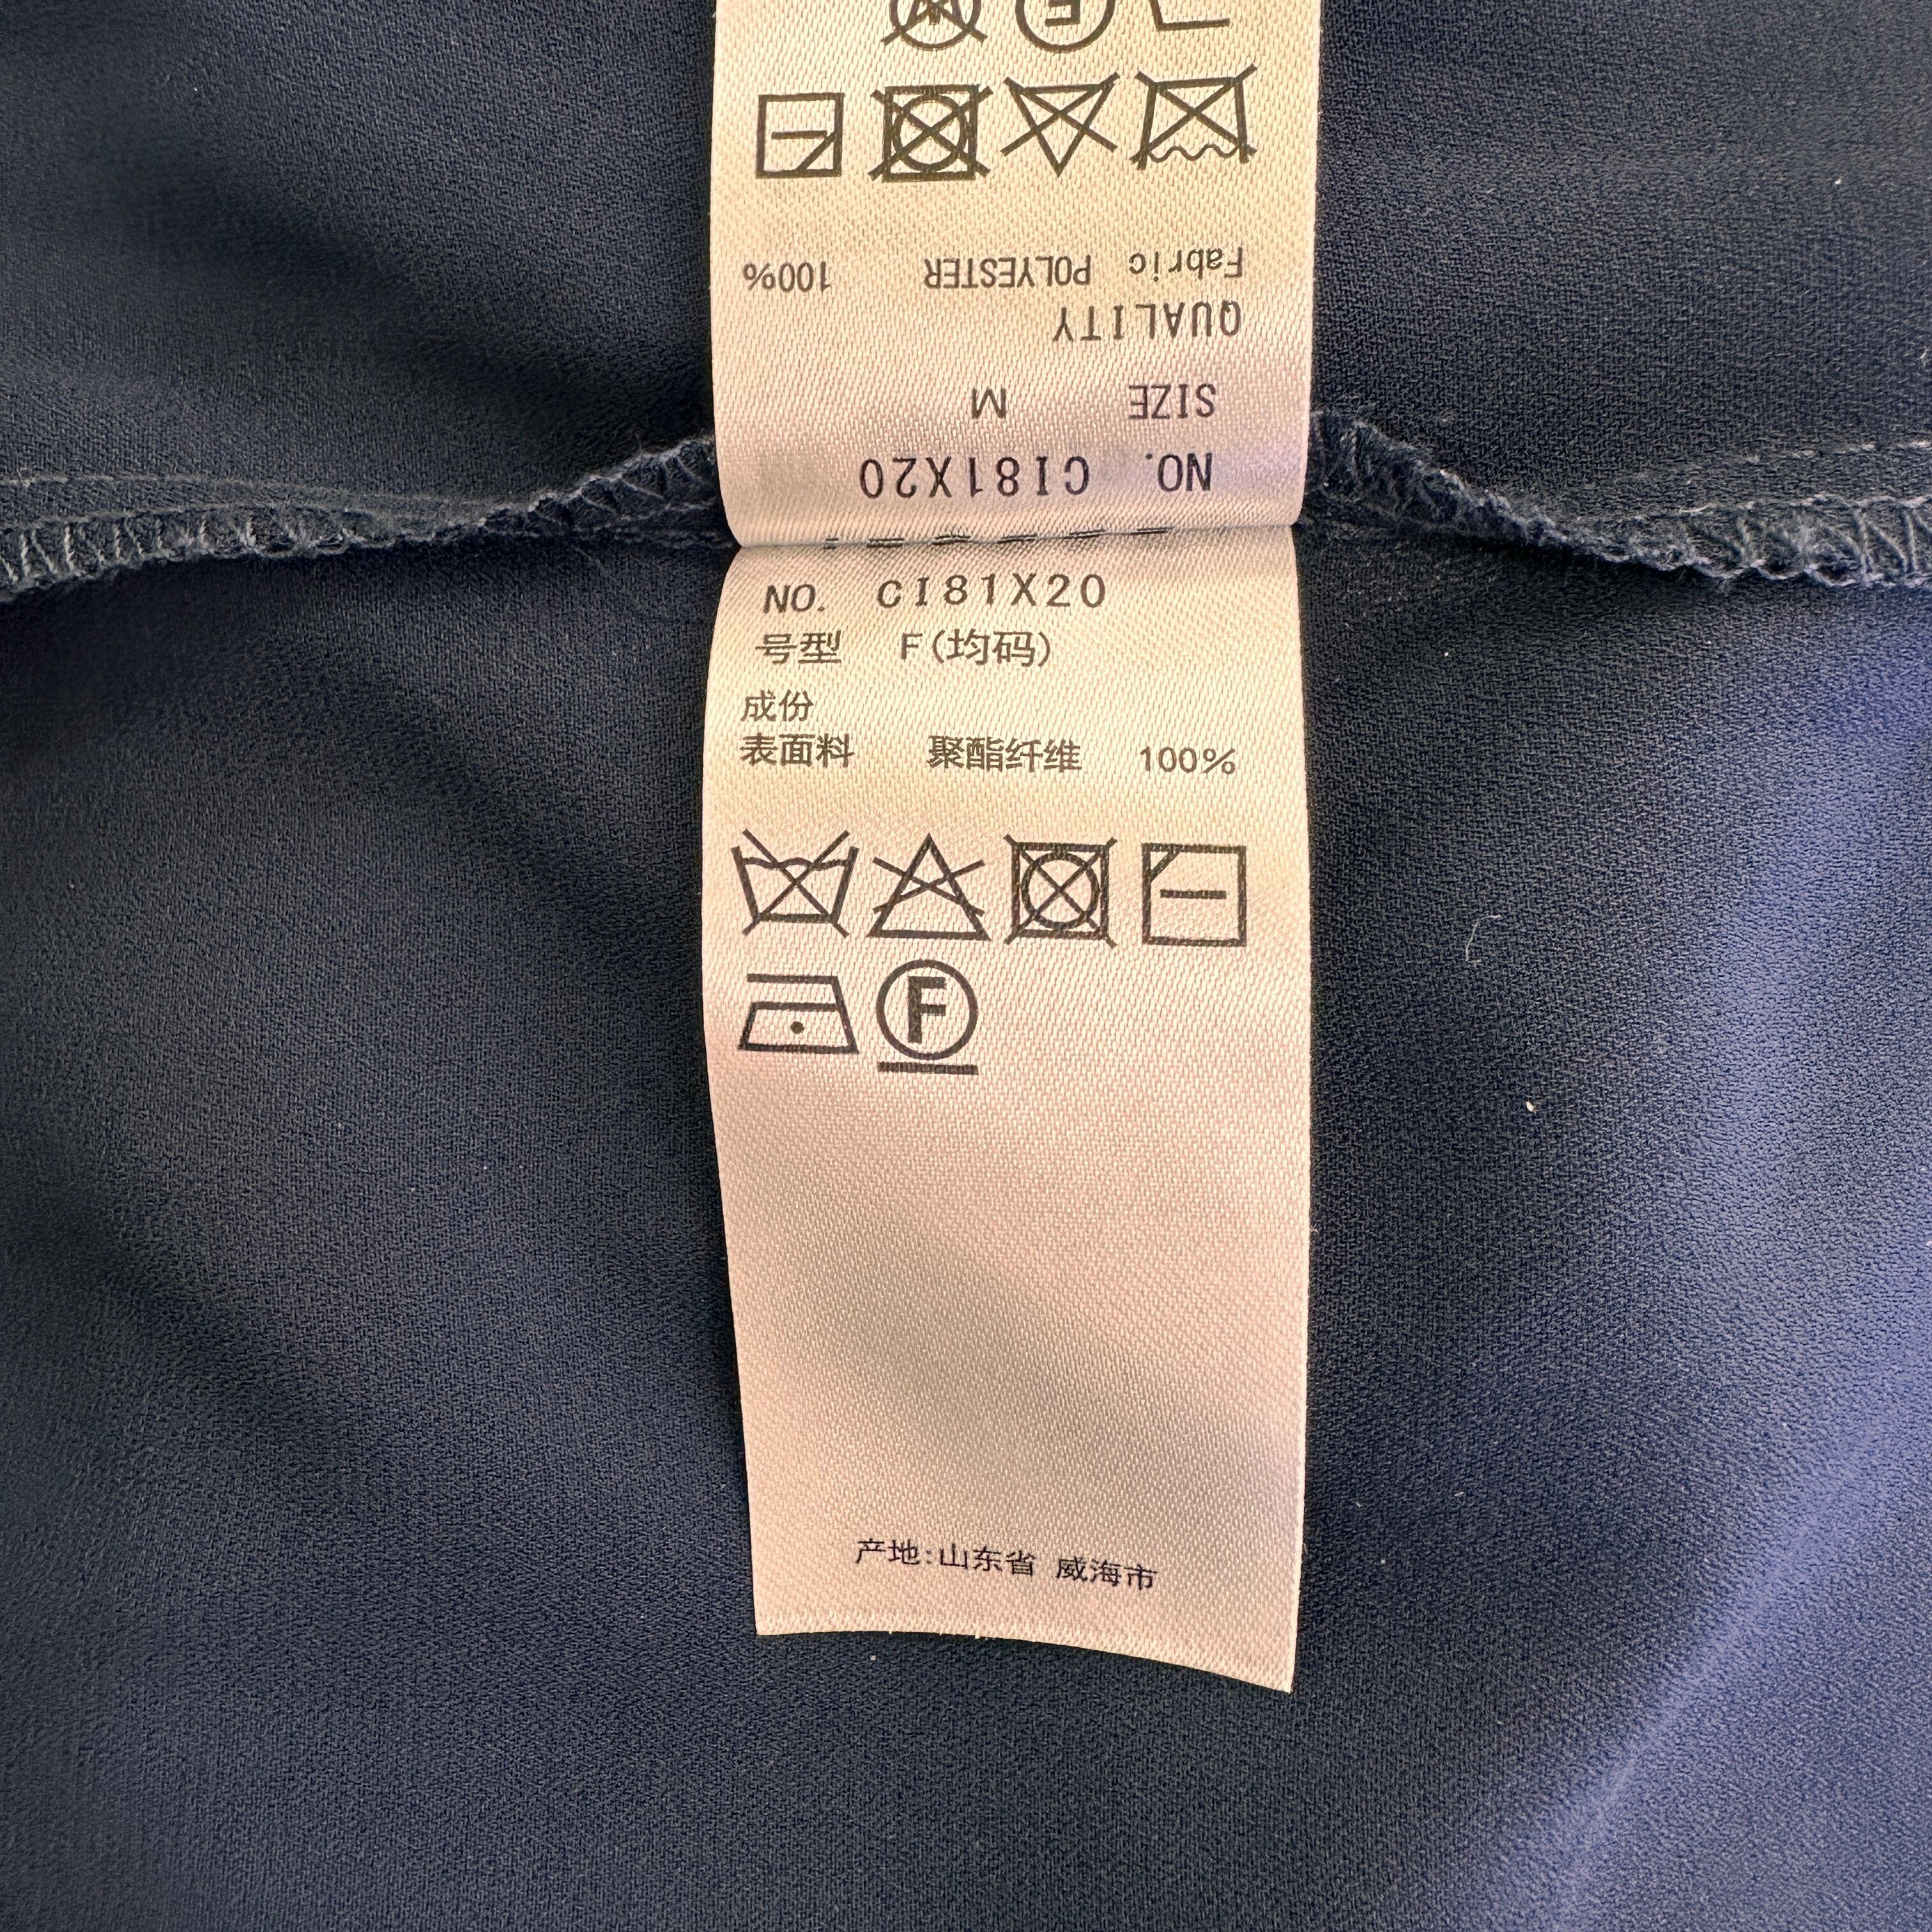 NO. CI81X20
SIZE M
QUALITY
Fabric POLYESTER 100%
NO. CI81X20
号型 F(均码)
成份
表面料 聚酯纤维 100%
F
产地:山东省 威海市